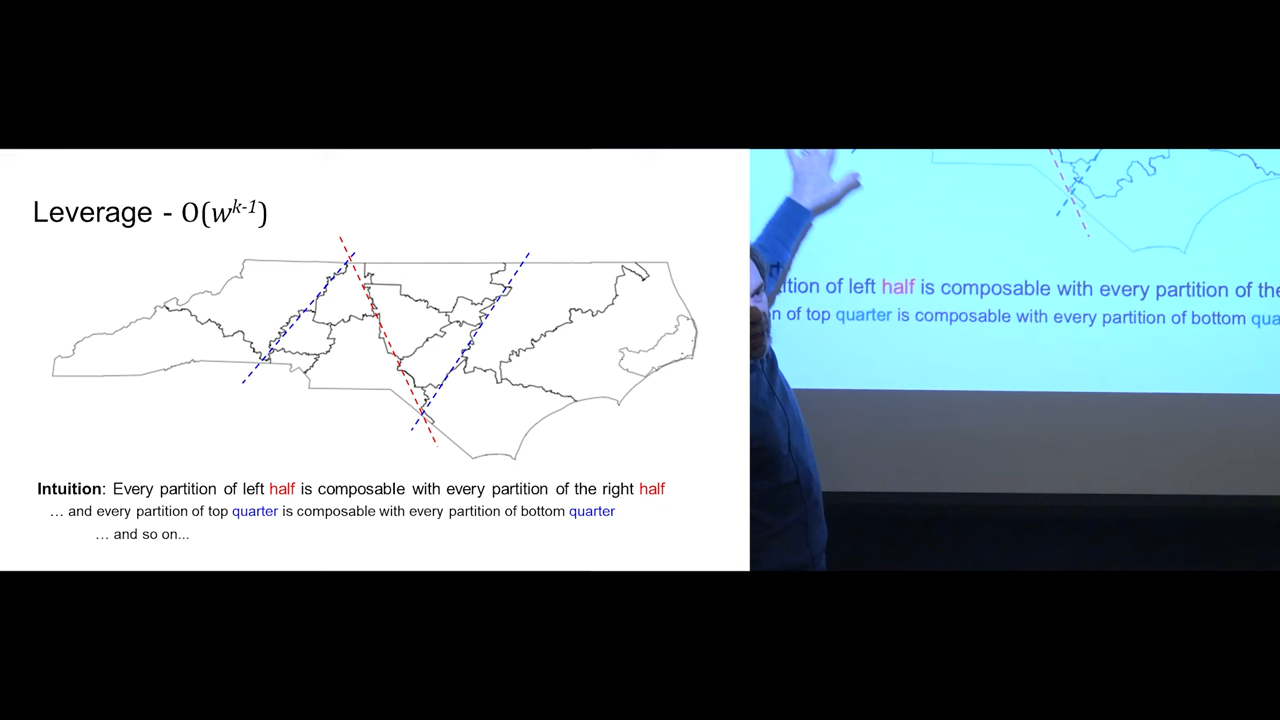 Leverage - O(w^{k-1})
Intuition: Every partition of left half is composable with every partition of the right half
… and every partition of top quarter is composable with every partition of bottom quarter
… and so on...
of left half is composable with every partition of the
of top quarter is composable with every partition of bottom